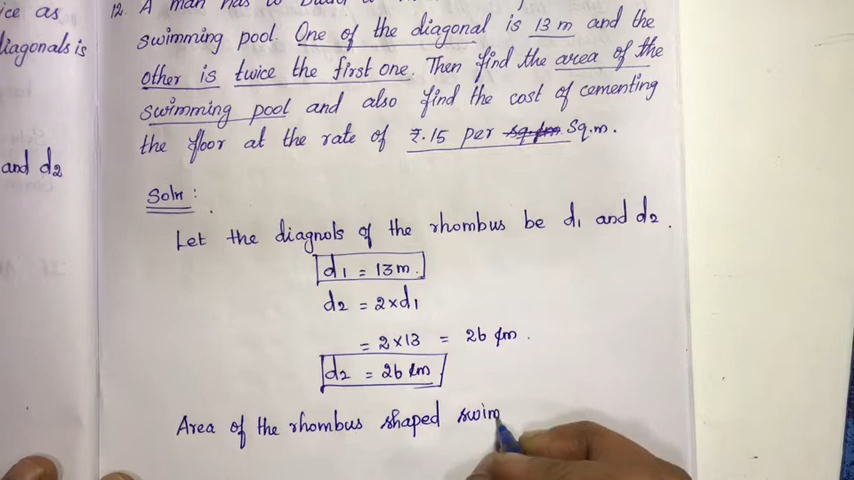 ice as
diagonals is
and d2
12. A man has to build a
swimming pool. One of the diagonal is 13 m and the
other is twice the first one. Then find the area of the
swimming pool and also find the cost of cementing
the floor at the rate of ₹.15 per Sq.m.
Soln :
Let the diagnols of the rhombus be d1 and d2.
d1 = 13m.
d2 = 2×d1
= 2×13 = 26 m.
d2 = 26 m
Area of the rhombus shaped swim